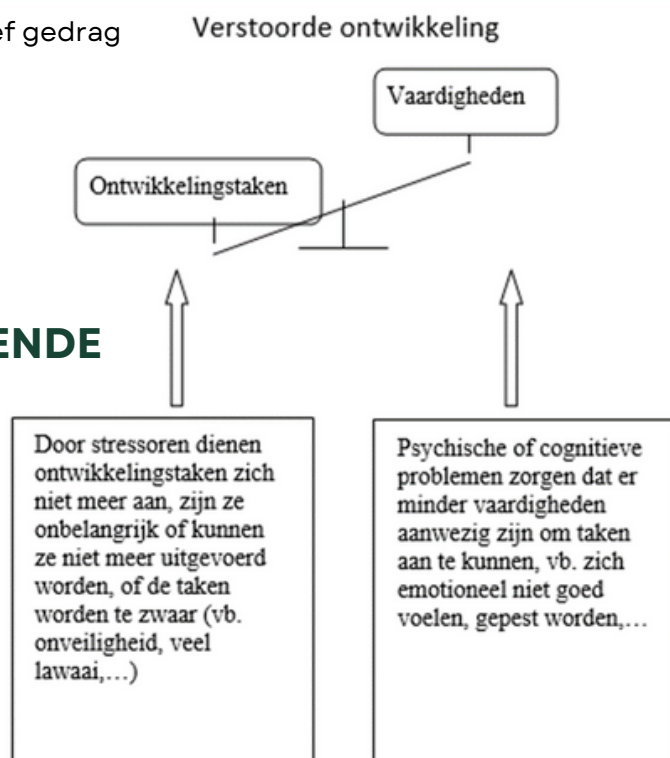 ef gedrag
Verstoorde ontwikkeling
Vaardigheden
Ontwikkelingstaken
ENDE
Door stressoren dienen
ontwikkelingstaken zich
niet meer aan, zijn ze
onbelangrijk of kunnen
ze niet meer uitgevoerd
worden, of de taken
worden te zwaar (vb.
onveiligheid, veel
lawaai,…)
Psychische of cognitieve
problemen zorgen dat er
minder vaardigheden
aanwezig zijn om taken
aan te kunnen, vb. zich
emotioneel niet goed
voelen, gepest worden,…